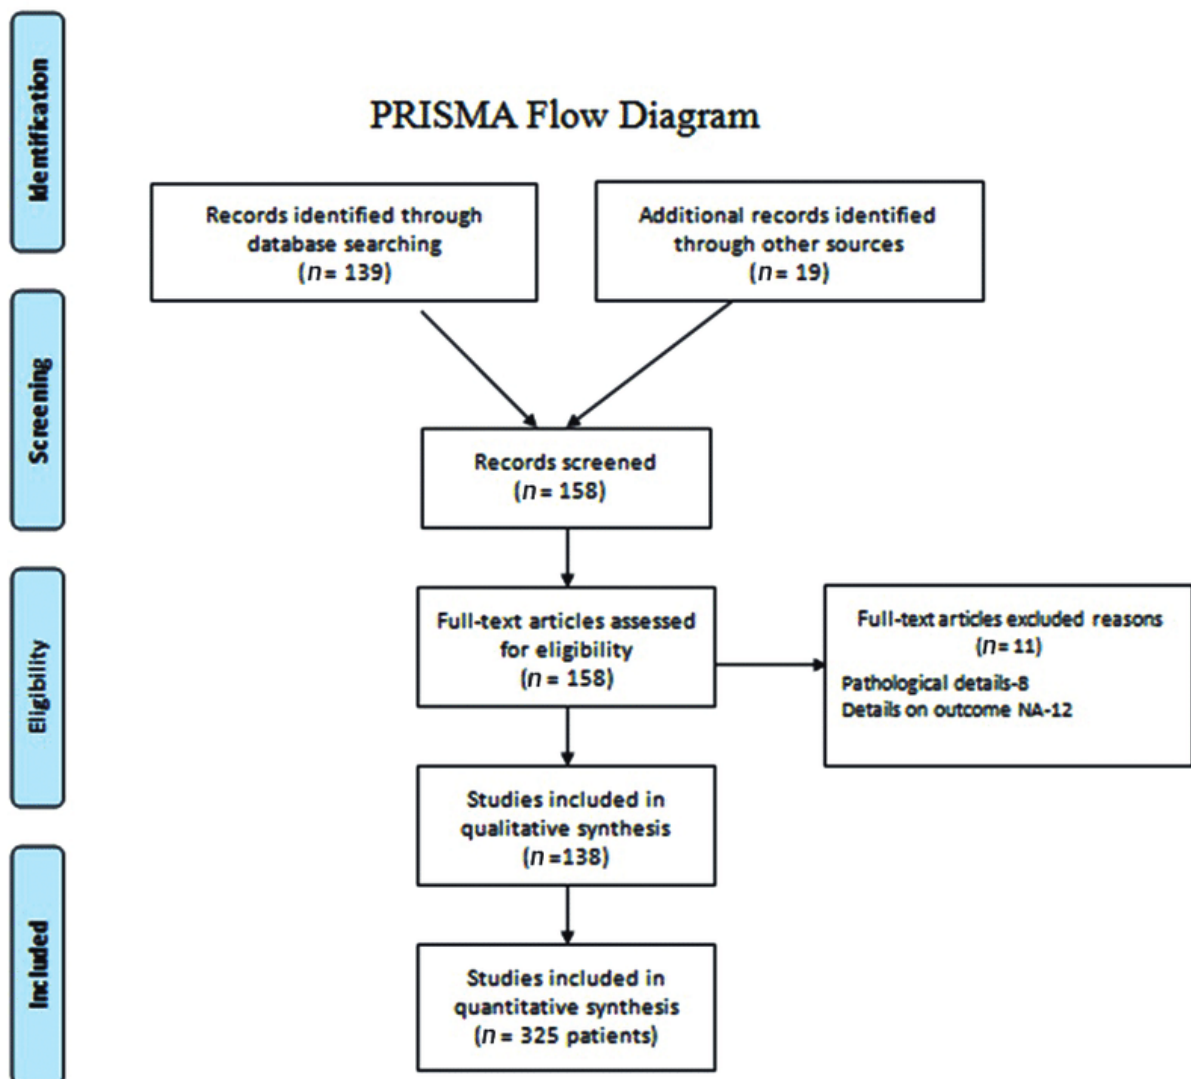 PRISMA Flow Diagram
Identification
Records identified through
database searching
(n = 139)
Additional records identified
through other sources
(n = 19)
Screening
Records screened
(n = 158)
Eligibility
Full-text articles assessed
for eligibility
(n = 158)
Full-text articles excluded reasons
(n = 11)
Pathological details-8
Details on outcome NA-12
Studies included in
qualitative synthesis
(n =138)
Included
Studies included in
quantitative synthesis
(n = 325 patients)